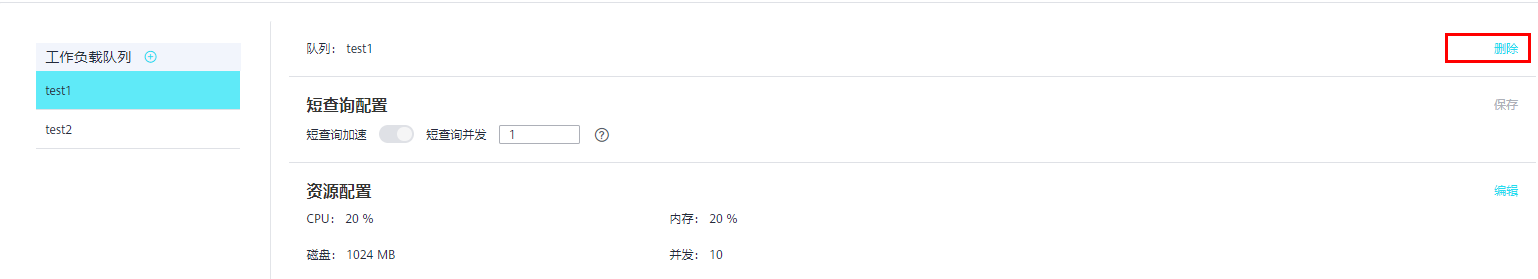 工作负载队列
test1
test2
队列: test1
删除
短查询配置
保存
短查询加速 短查询并发 1 ?
资源配置
编辑
CPU: 20 %
内存: 20 %
磁盘: 1024 MB
并发: 10